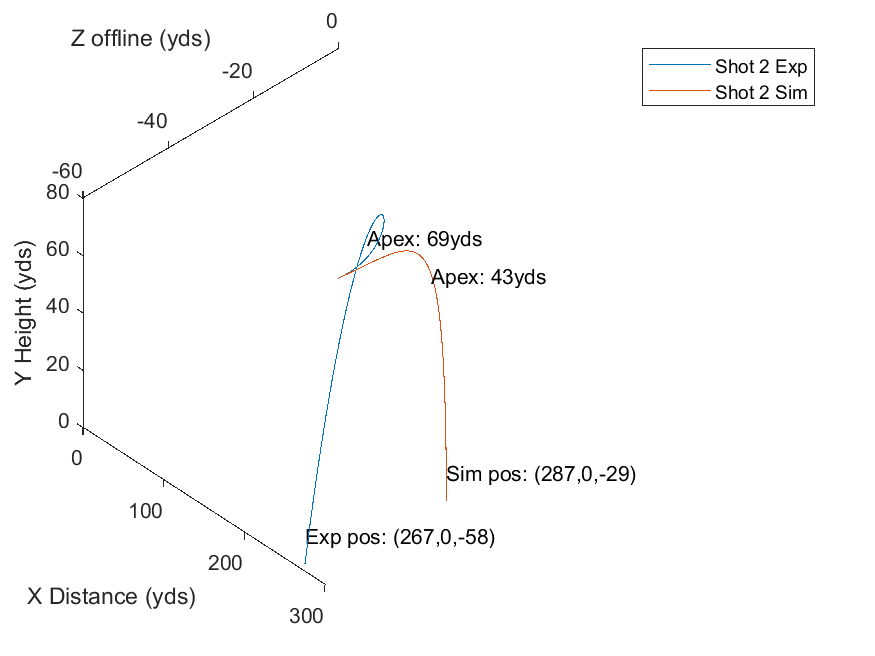 0
Z offline (yds)
-20
-40
-60
Shot 2 Exp
Shot 2 Sim
80
60
40
20
0
Y Height (yds)
Apex: 69yds
Apex: 43yds
0
100
200
300
X Distance (yds)
Sim pos: (287,0,-29)
Exp pos: (267,0,-58)